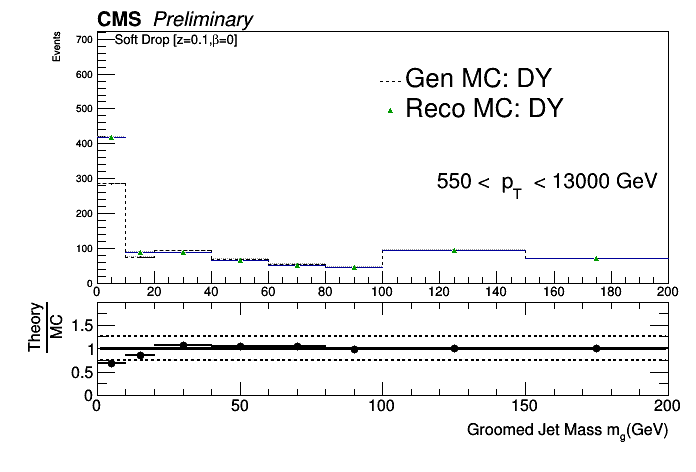 CMS Preliminary
Events
Soft Drop [z=0.1,β=0]
700
600
500
400
300
200
100
0
Gen MC: DY
Reco MC: DY
550 < pT < 13000 GeV
0 20 40 60 80 100 120 140 160 180 200
Theory
MC
1.5
1
0.5
0
0 50 100 150 200
Groomed Jet Mass mg(GeV)